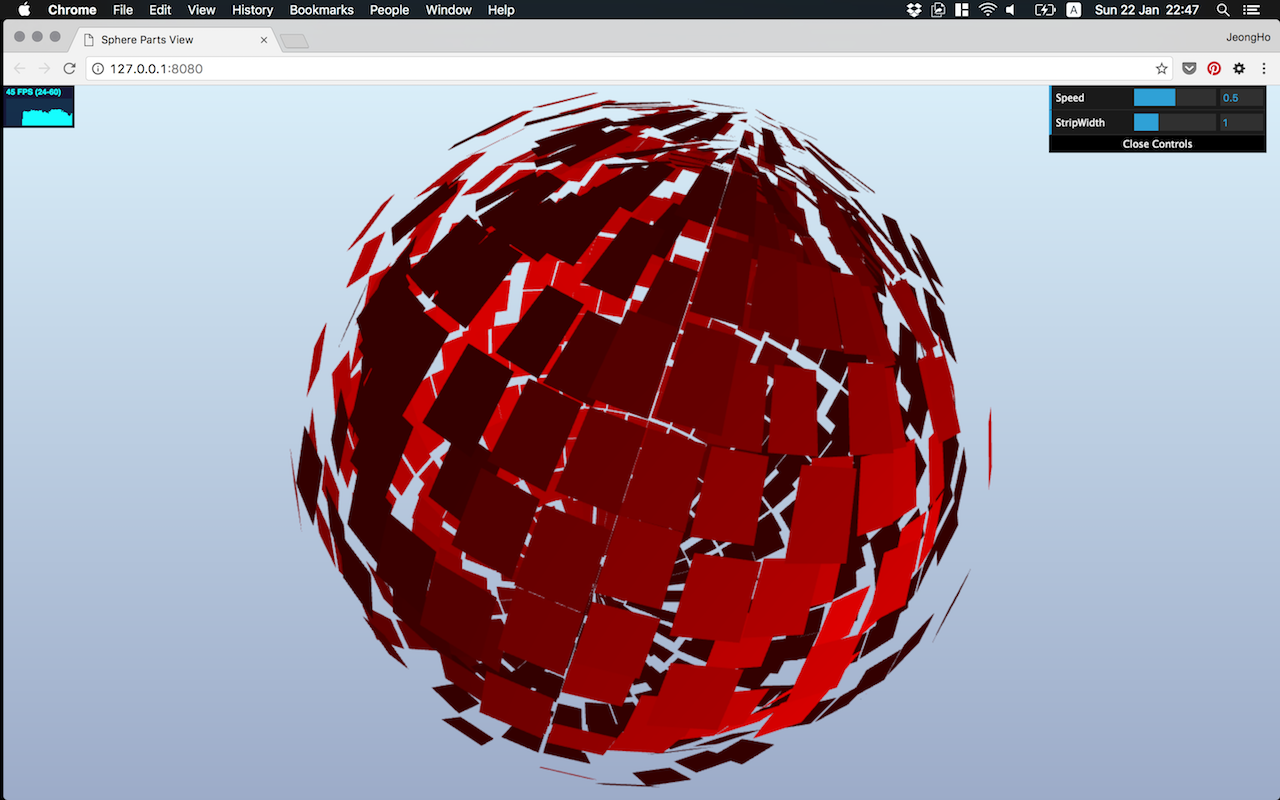 Chrome File Edit View History Bookmarks People Window Help A Sun 22 Jan 22:47
Sphere Parts View × JeongHo
127.0.0.1:8080
45 FPS (24-60)
Speed 0.5
StripWidth 1
Close Controls